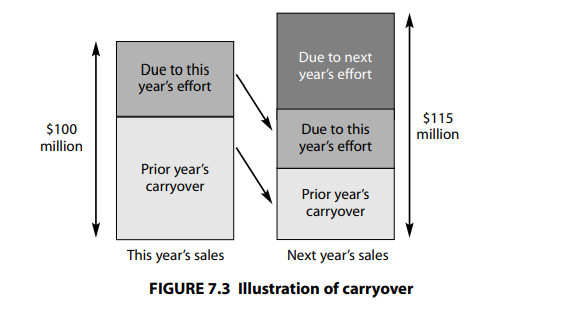 Due to this
year's effort
Prior year's
carryover
$100
million
This year's sales
Due to next
year's effort
Due to this
year's effort
Prior year's
carryover
$115
million
Next year's sales
FIGURE 7.3 Illustration of carryover